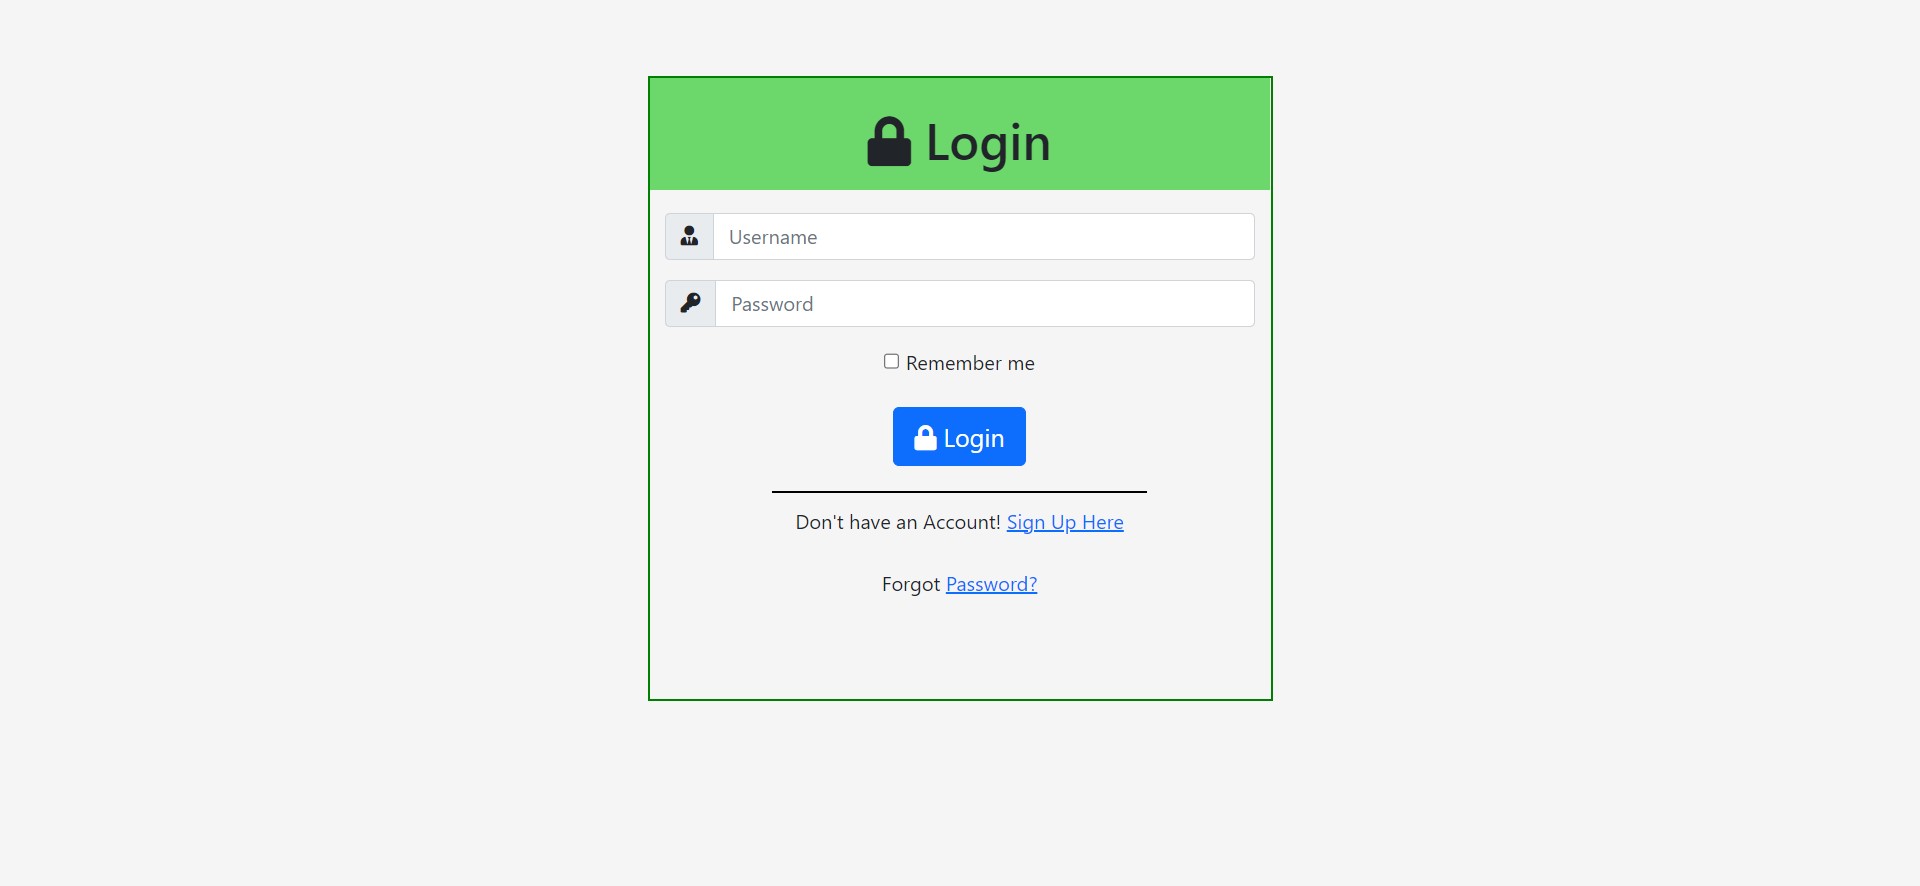 Login
Username
Password
Remember me
Login
Don't have an Account! Sign Up Here
Forgot Password?